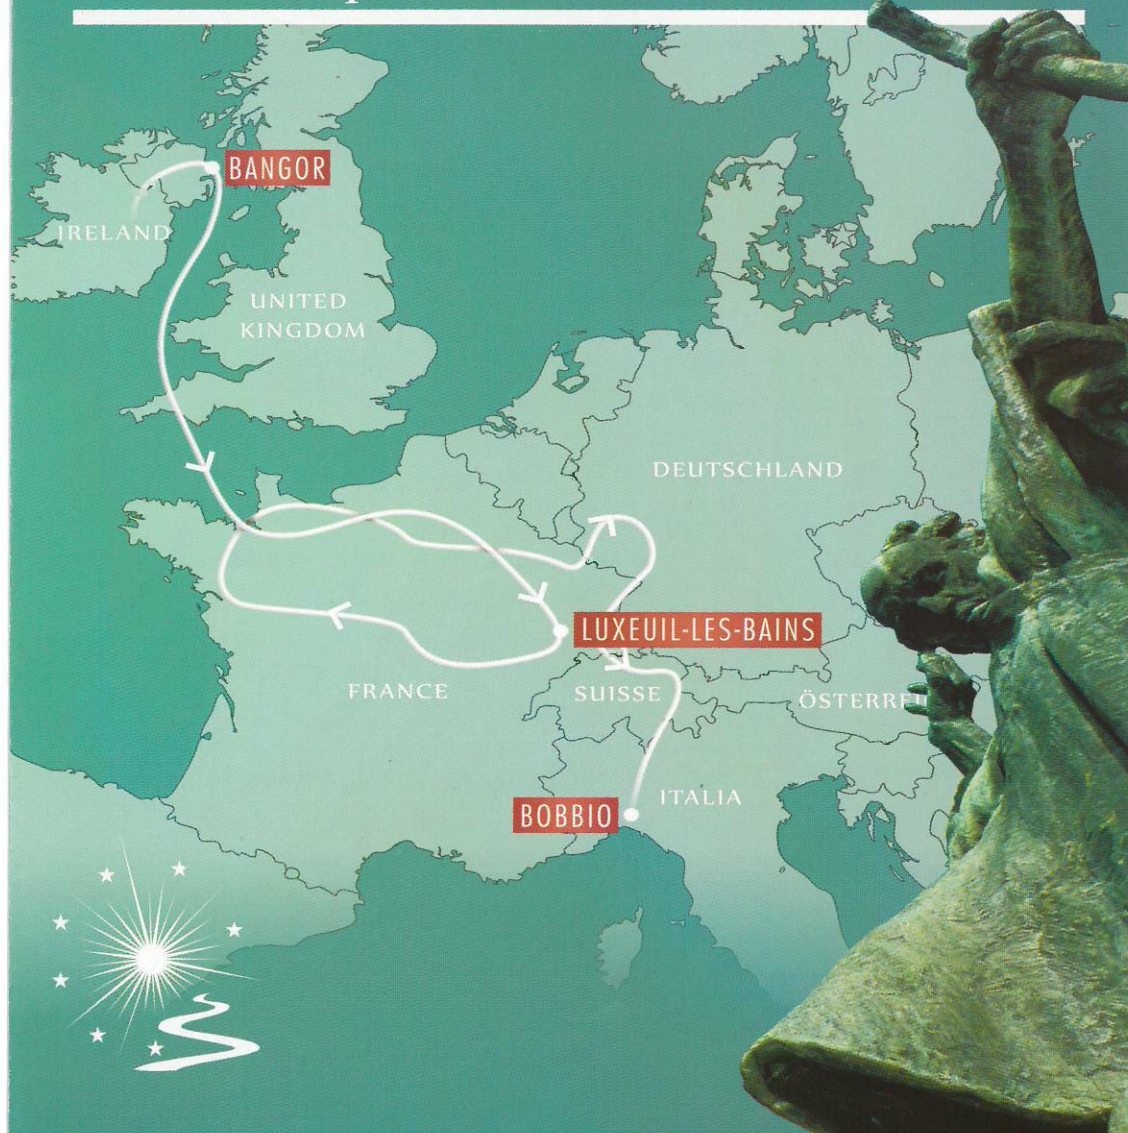 BANGOR
IRELAND
UNITED
KINGDOM
DEUTSCHLAND
LUXEUIL-LES-BAINS
FRANCE
SUISSE
ITALIA
BOBBIO